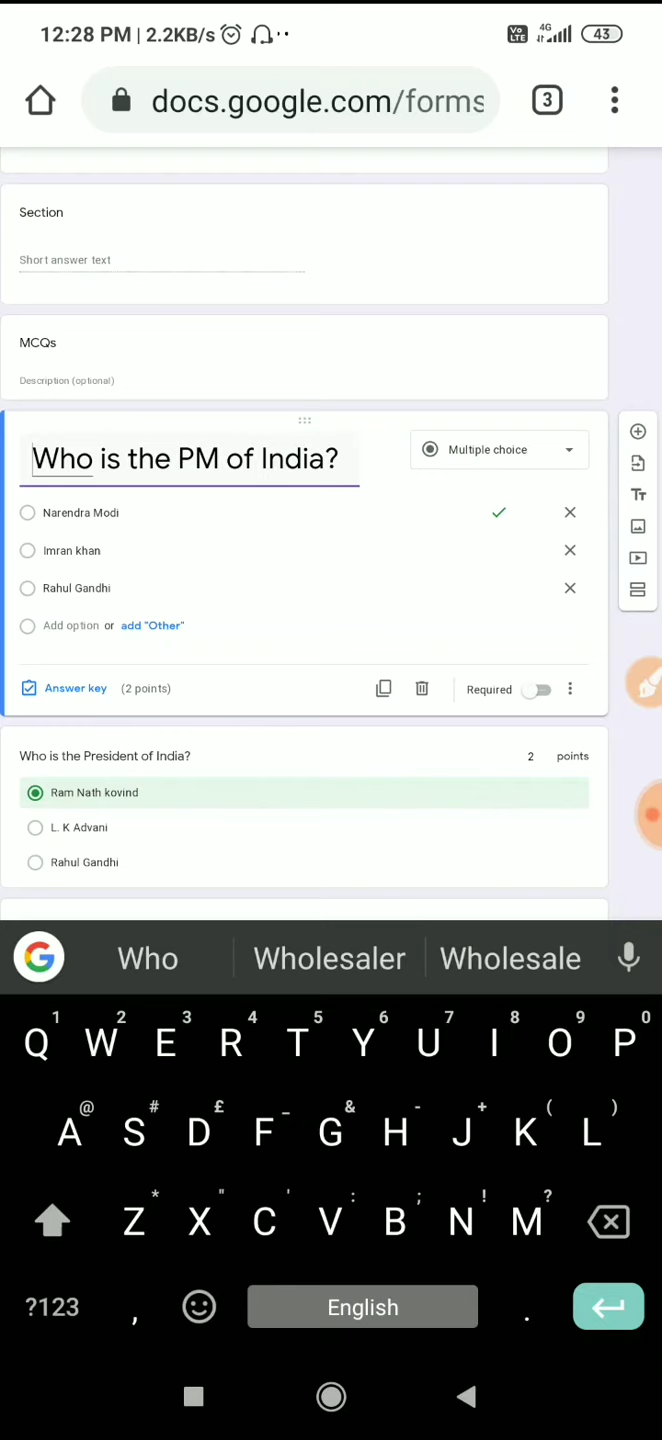 12:28 PM | 2.2KB/s
Vo LTE 4G 43
docs.google.com/forms 3
Section
Short answer text
MCQs
Description (optional)
Who is the PM of India? Multiple choice
Narendra Modi
Imran khan
Rahul Gandhi
Add option or add "Other"
Answer key (2 points) Required
Who is the President of India? 2 points
Ram Nath kovind
L. K Advani
Rahul Gandhi
Who Wholesaler Wholesale
1 2 3 4 5 6 7 8 9 0
Q W E R T Y U I O P
@ # £ _ & - + ( )
A S D F G H J K L
* " ' : ; ! ?
Z X C V B N M
?123 , English .